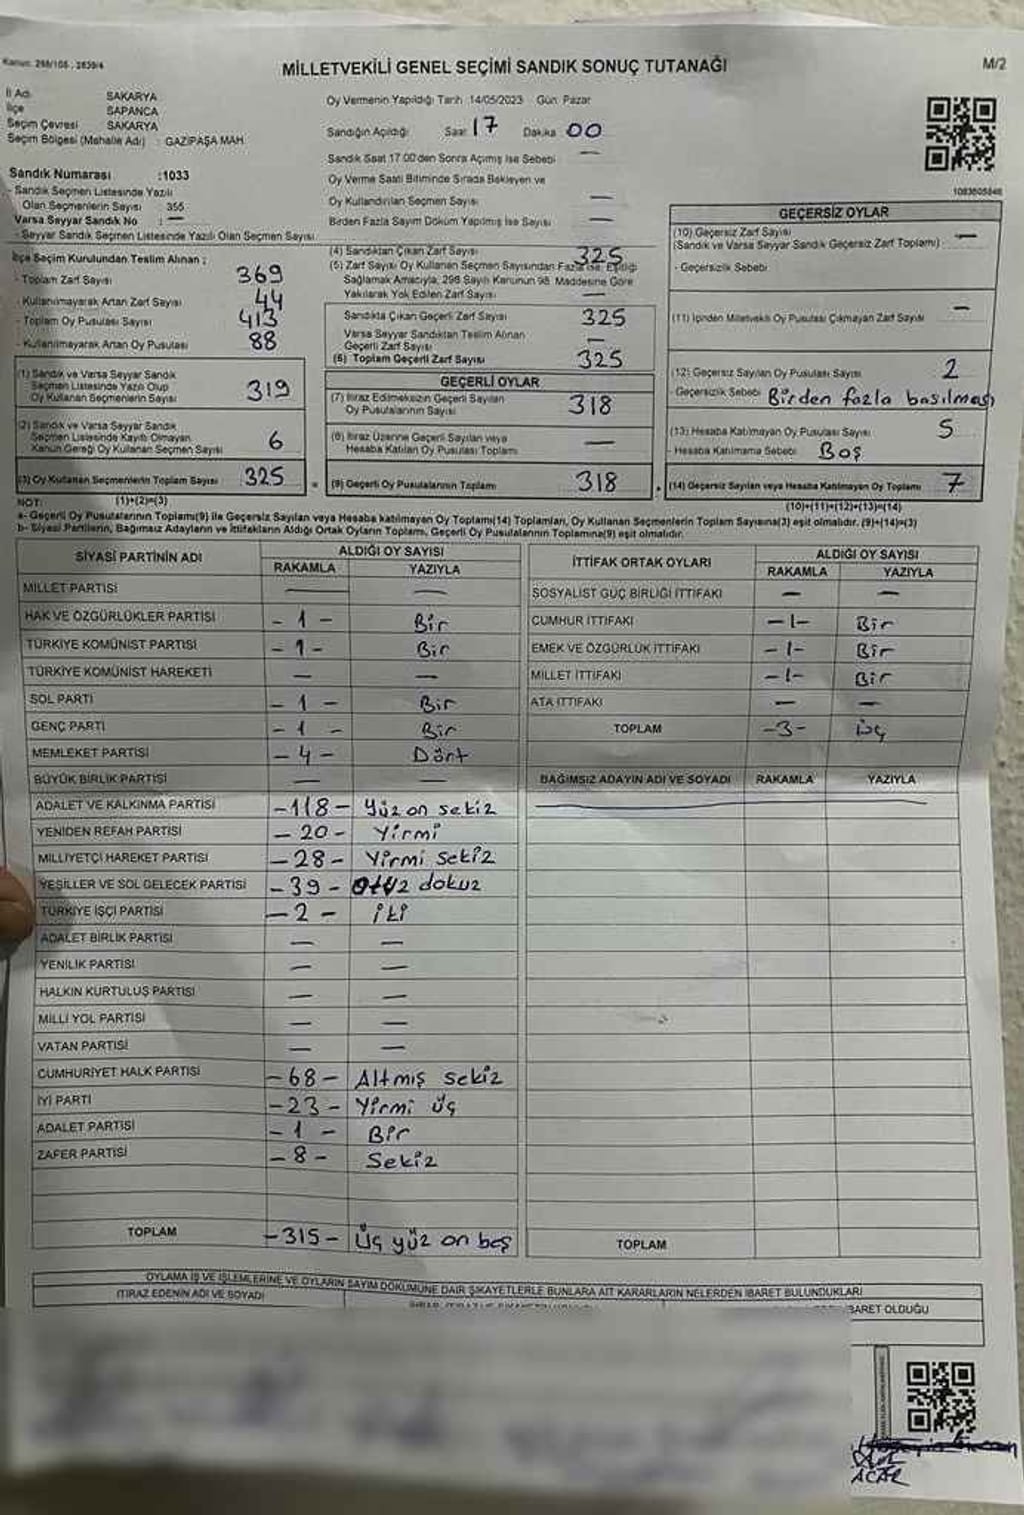 Kanun: 298/105 , 2839/4
MİLLETVEKİLİ GENEL SEÇİMİ SANDIK SONUÇ TUTANAĞI
M/2
İl Adı SAKARYA
İlçe SAPANCA
Seçim Çevresi SAKARYA
Seçim Bölgesi (Mahalle Adı) : GAZİPAŞA MAH.
Sandık Numarası :1033
- Sandık Seçmen Listesinde Yazılı
Olan Seçmenlerin Sayısı 355
Varsa Seyyar Sandık No : —
- Seyyar Sandık Seçmen Listesinde Yazılı Olan Seçmen Sayısı
Oy Vermenin Yapıldığı Tarih :14/05/2023 Gün: Pazar
Sandığın Açıldığı Saat 17 Dakika 00
Sandık Saat 17.00'den Sonra Açımış İse Sebebi —
Oy Verme Saati Bitiminde Sırada Bekleyen ve
Oy Kullandırılan Seçmen Sayısı —
Birden Fazla Sayım Döküm Yapılmış İse Sayısı —
1083605846
İlçe Seçim Kurulundan Teslim Alınan :
- Toplam Zarf Sayısı 369
- Kullanılmayarak Artan Zarf Sayısı 44
- Toplam Oy Pusulası Sayısı 413
- Kullanılmayarak Artan Oy Pusulası 88
(1) Sandık ve Varsa Seyyar Sandık
Seçmen Listesinde Yazılı Olup
Oy Kullanan Seçmenlerin Sayısı 319
(2) Sandık ve Varsa Seyyar Sandık
Seçmen Listesinde Kayıtlı Olmayan
Kanun Gereği Oy Kullanan Seçmen Sayısı 6
(3) Oy Kullanan Seçmenlerin Toplam Sayısı 325
(1)+(2)=(3)
(4) Sandıktan Çıkan Zarf Sayısı 325
(5) Zarf Sayısı Oy Kullanan Seçmen Sayısından Fazla ise, Eşitliği
Sağlamak Amacıyla, 298 Sayılı Kanunun 98. Maddesine Göre
Yakılarak Yok Edilen Zarf Sayısı —
Sandıkta Çıkan Geçerli Zarf Sayısı 325
Varsa Seyyar Sandıktan Teslim Alınan
Geçerli Zarf Sayısı —
(6) Toplam Geçerli Zarf Sayısı 325
GEÇERLİ OYLAR
(7) İtiraz Edilmeksizin Geçerli Sayılan
Oy Pusulalarının Sayısı 318
(8) İtiraz Üzerine Geçerli Sayılan veya
Hesaba Katılan Oy Pusulası Toplamı —
= (9) Geçerli Oy Pusulalarının Toplamı 318
GEÇERSİZ OYLAR
(10) Geçersiz Zarf Sayısı
(Sandık ve Varsa Seyyar Sandık Geçersiz Zarf Toplamı) —
- Geçersizlik Sebebi
(11) İçinden Milletvekili Oy Pusulası Çıkmayan Zarf Sayısı —
(12) Geçersiz Sayılan Oy Pusulası Sayısı 2
- Geçersizlik Sebebi Birden fazla basılması
(13) Hesaba Katılmayan Oy Pusulası Sayısı 5
- Hesaba Katılmama Sebebi Boş
+ (14) Geçersiz Sayılan veya Hesaba Katılmayan Oy Toplamı 7
(10)+(11)+(12)+(13)=(14)
NOT:
a- Geçerli Oy Pusulalarının Toplamı(9) ile Geçersiz Sayılan veya Hesaba katılmayan Oy Toplamı(14) Toplamları, Oy Kullanan Seçmenlerin Toplam Sayısına(3) eşit olmalıdır. (9)+(14)=(3)
b- Siyasi Partilerin, Bağımsız Adayların ve İttifakların Aldığı Ortak Oyların Toplamı, Geçerli Oy Pusulalarının Toplamına(9) eşit olmalıdır.
SİYASİ PARTİNİN ADI ALDIĞI OY SAYISI
RAKAMLA YAZIYLA
MİLLET PARTİSİ — —
HAK VE ÖZGÜRLÜKLER PARTİSİ - 1 - Bir
TÜRKİYE KOMÜNİST PARTİSİ - 1 - Bir
TÜRKİYE KOMÜNİST HAREKETİ — —
SOL PARTİ - 1 - Bir
GENÇ PARTİ - 1 - Bir
MEMLEKET PARTİSİ - 4 - Dört
BÜYÜK BİRLİK PARTİSİ — —
ADALET VE KALKINMA PARTİSİ -118- Yüz on sekiz
YENİDEN REFAH PARTİSİ - 20 - Yirmi
MİLLİYETÇİ HAREKET PARTİSİ - 28 - Yirmi sekiz
YEŞİLLER VE SOL GELECEK PARTİSİ - 39 - Otuz dokuz
TÜRKİYE İŞÇİ PARTİSİ - 2 - iki
ADALET BİRLİK PARTİSİ — —
YENİLİK PARTİSİ — —
HALKIN KURTULUŞ PARTİSİ — —
MİLLİ YOL PARTİSİ — —
VATAN PARTİSİ — —
CUMHURİYET HALK PARTİSİ -68- Altmış sekiz
İYİ PARTİ -23- Yirmi üç
ADALET PARTİSİ - 1 - Bir
ZAFER PARTİSİ - 8 - Sekiz
TOPLAM -315- Üç yüz on beş
İTTİFAK ORTAK OYLARI ALDIĞI OY SAYISI
RAKAMLA YAZIYLA
SOSYALİST GÜÇ BİRLİĞİ İTTİFAKI — —
CUMHUR İTTİFAKI -1- Bir
EMEK VE ÖZGÜRLÜK İTTİFAKI -1- Bir
MİLLET İTTİFAKI -1- Bir
ATA İTTİFAKI — —
TOPLAM -3- üç
BAĞIMSIZ ADAYIN ADI VE SOYADI RAKAMLA YAZIYLA
TOPLAM
OYLAMA İŞ VE İŞLEMLERİNE VE OYLARIN SAYIM DÖKÜMÜNE DAİR ŞİKAYETLERLE BUNLARA AİT KARARLARIN NELERDEN İBARET BULUNDUKLARI
İTİRAZ EDENİN ADI VE SOYADI
İBARET OLDUĞU
ACAR